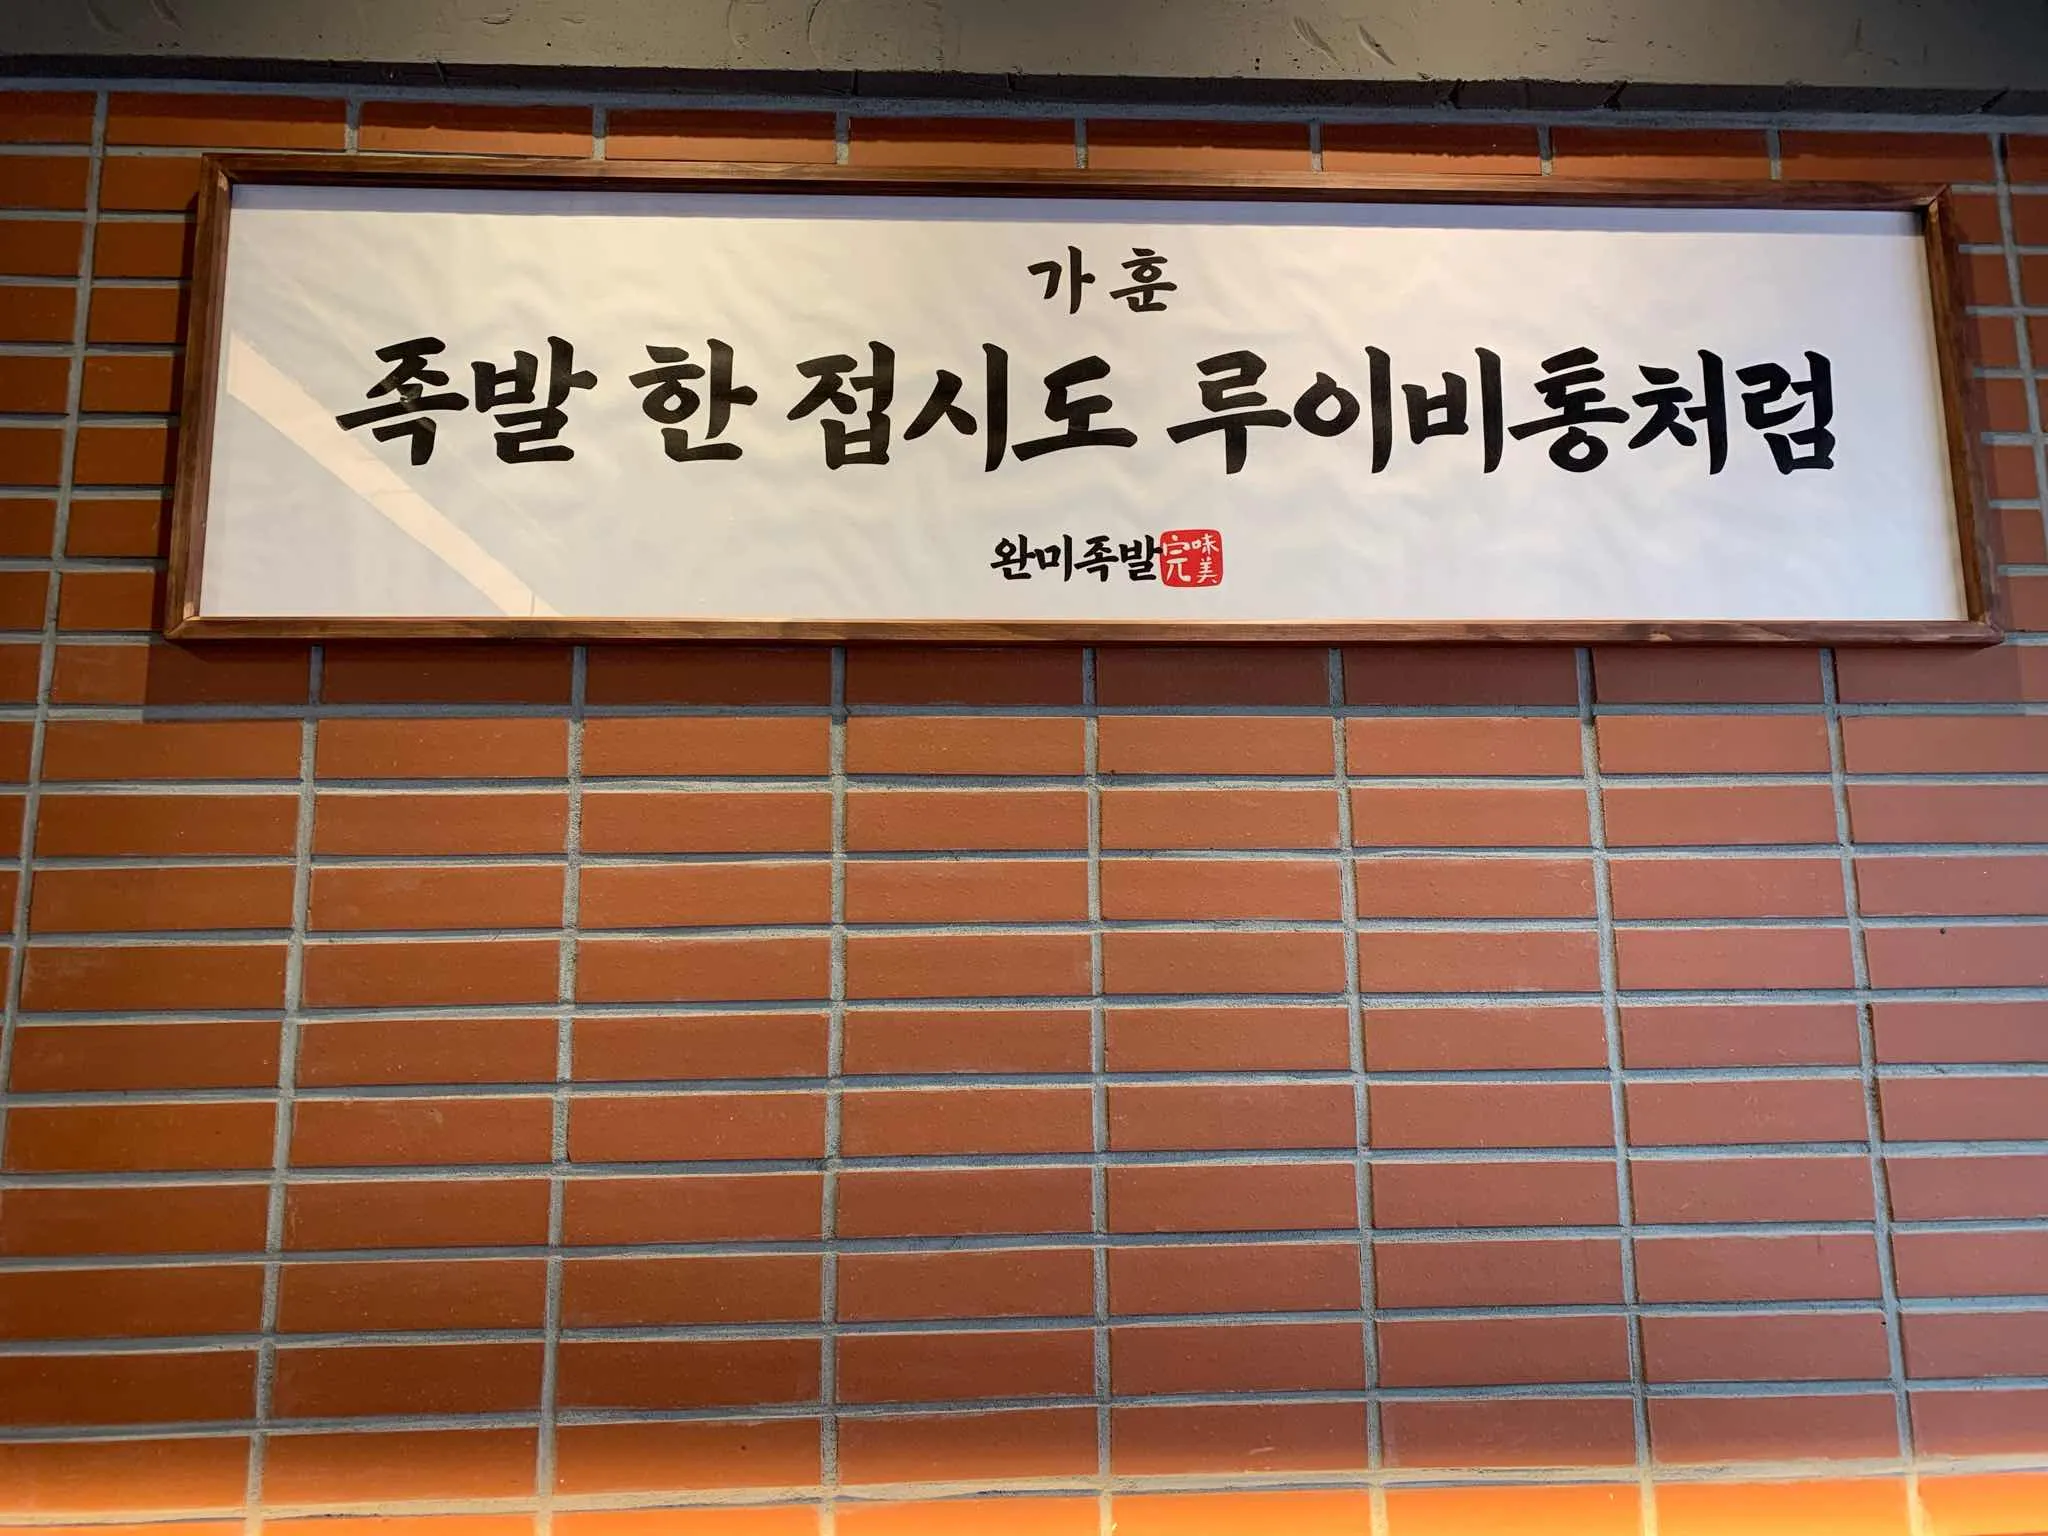 가훈
족발 한 접시도 루이비통처럼
완미족발 完味美